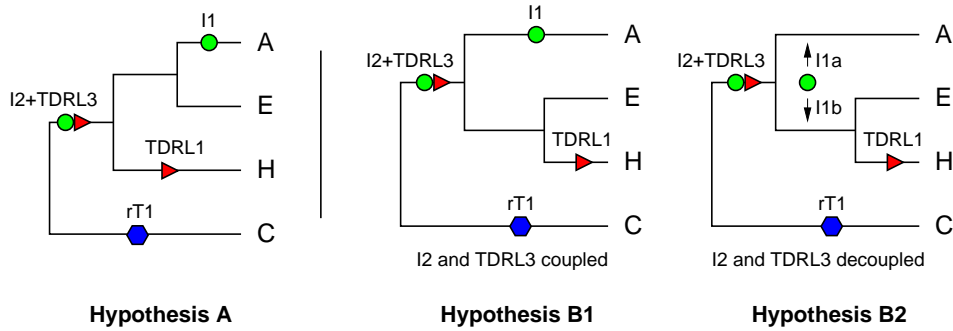 I1
A
I2+TDRL3
E
TDRL1
H
rT1
C
Hypothesis A
I1
A
I2+TDRL3
E
TDRL1
H
rT1
C
I2 and TDRL3 coupled
Hypothesis B1
A
I2+TDRL3
I1a
E
I1b
TDRL1
H
rT1
C
I2 and TDRL3 decoupled
Hypothesis B2